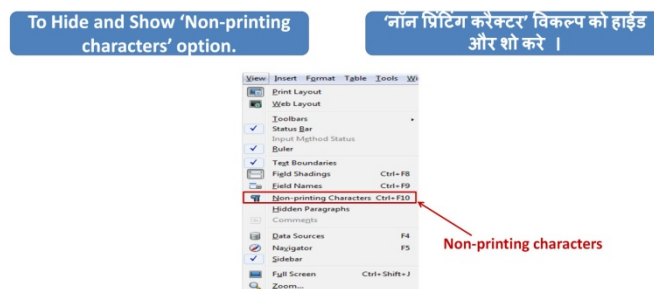 To Hide and Show ‘Non-printing
characters’ option.
‘नॉन प्रिंटिंग करैक्टर’ विकल्प को हाईड
और शो करे ।
View Insert Format Table Tools Wi
Print Layout
Web Layout
Toolbars
Status Bar
Input Method Status
Ruler
Text Boundaries
Field Shadings Ctrl+F8
Field Names Ctrl+F9
Non-printing Characters Ctrl+F10
Hidden Paragraphs
Comments
Data Sources F4
Navigator F5
Sidebar
Full Screen Ctrl+Shift+J
Zoom...
Non-printing characters